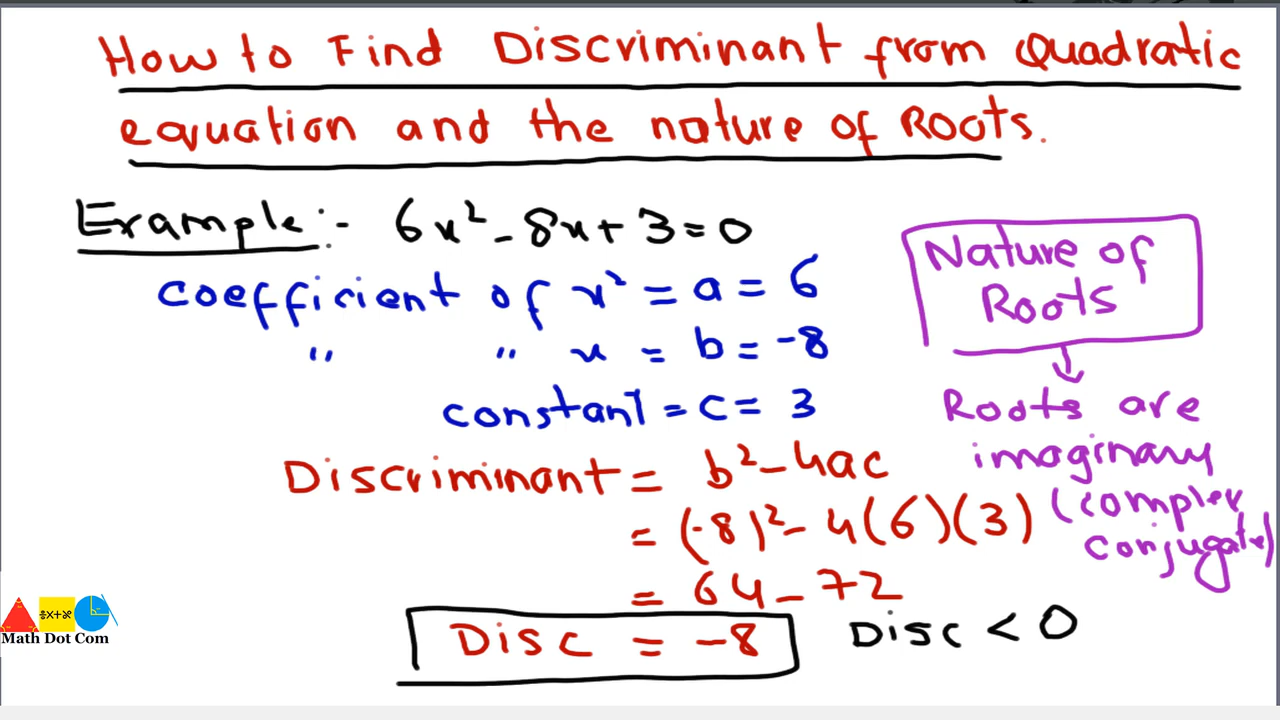 How to Find Discriminant from Quadratic
equation and the nature of Roots.
Example:- 6x² - 8x + 3 = 0
coefficient of x² = a = 6
" " x = b = -8
constant = c = 3
Discriminant = b² - 4ac
= (-8)² - 4(6)(3)
= 64 - 72
Disc = -8
Disc < 0
Nature of
Roots
Roots are
imaginary
(complex
conjugate)
÷X+×
Math Dot Com